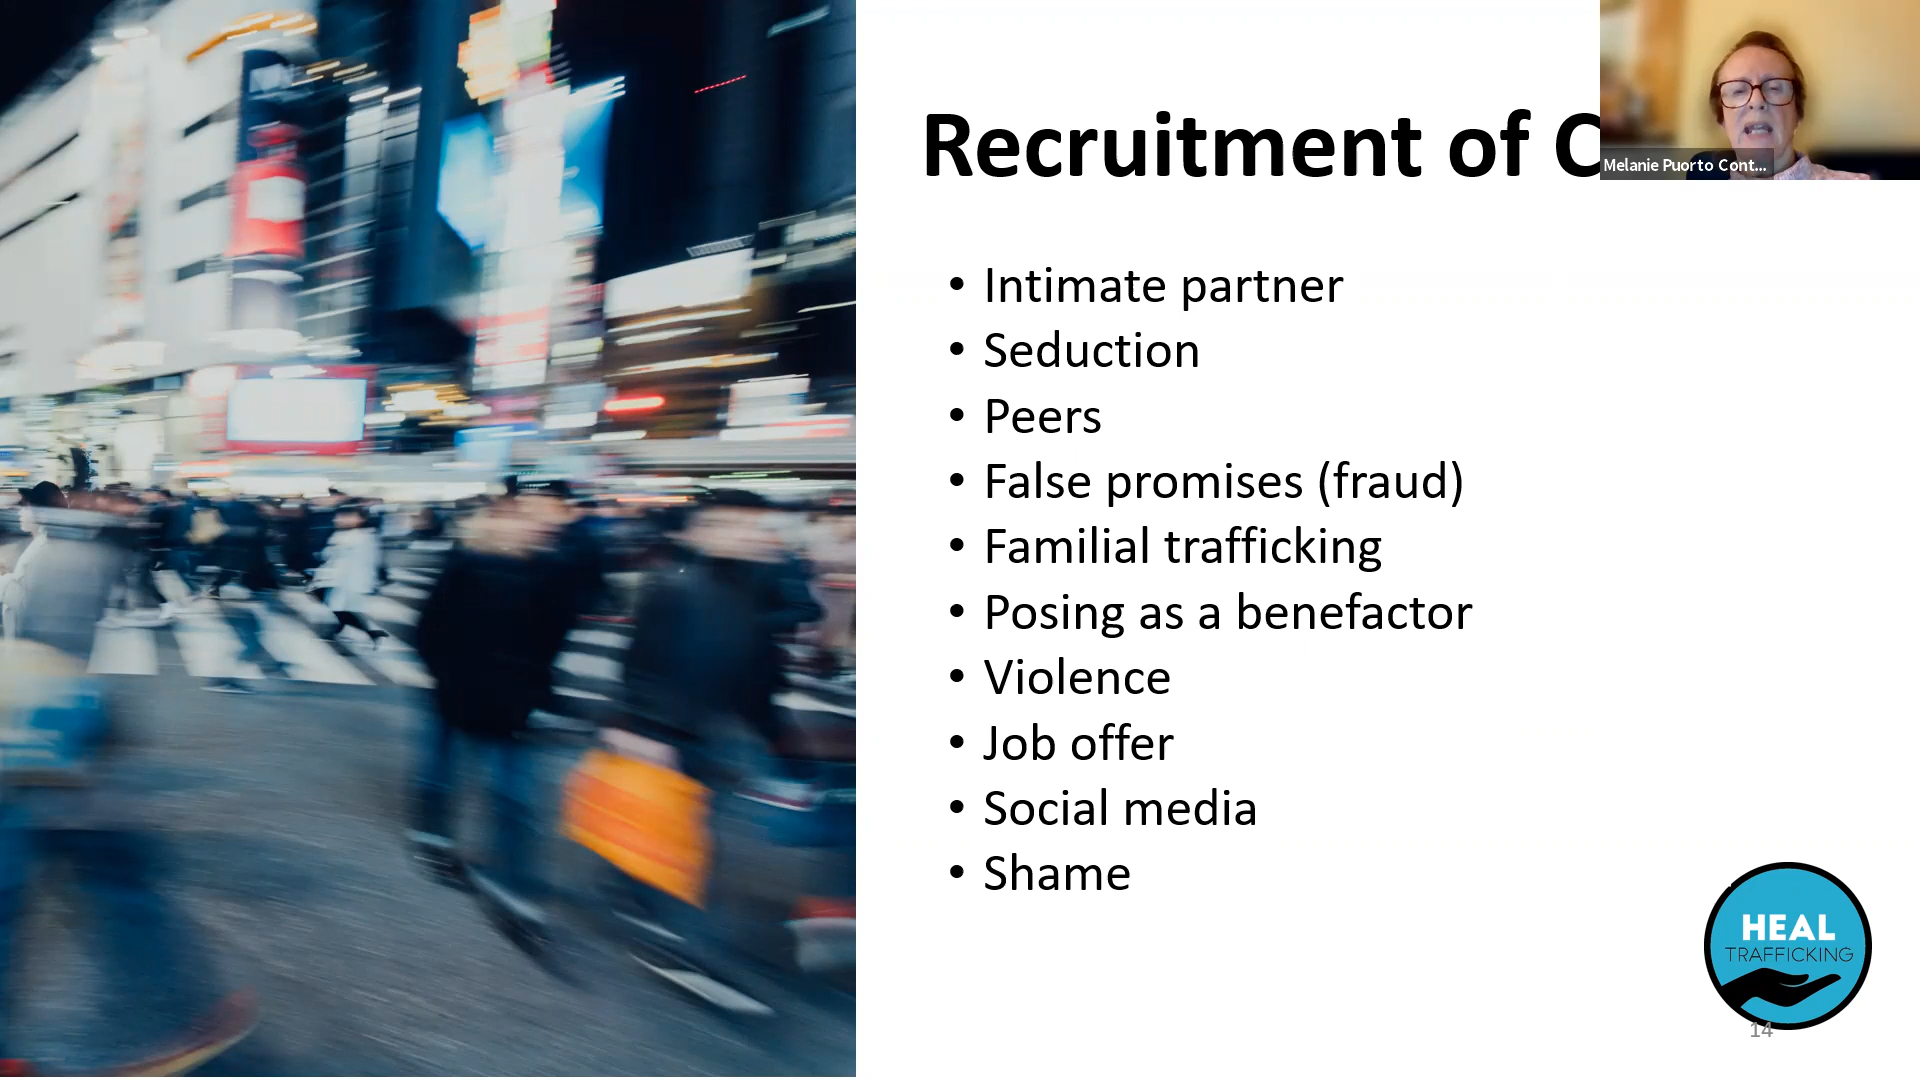 Recruitment of C
Melanie Puorto Cont...
• Intimate partner
• Seduction
• Peers
• False promises (fraud)
• Familial trafficking
• Posing as a benefactor
• Violence
• Job offer
• Social media
• Shame
HEAL
TRAFFICKING
14